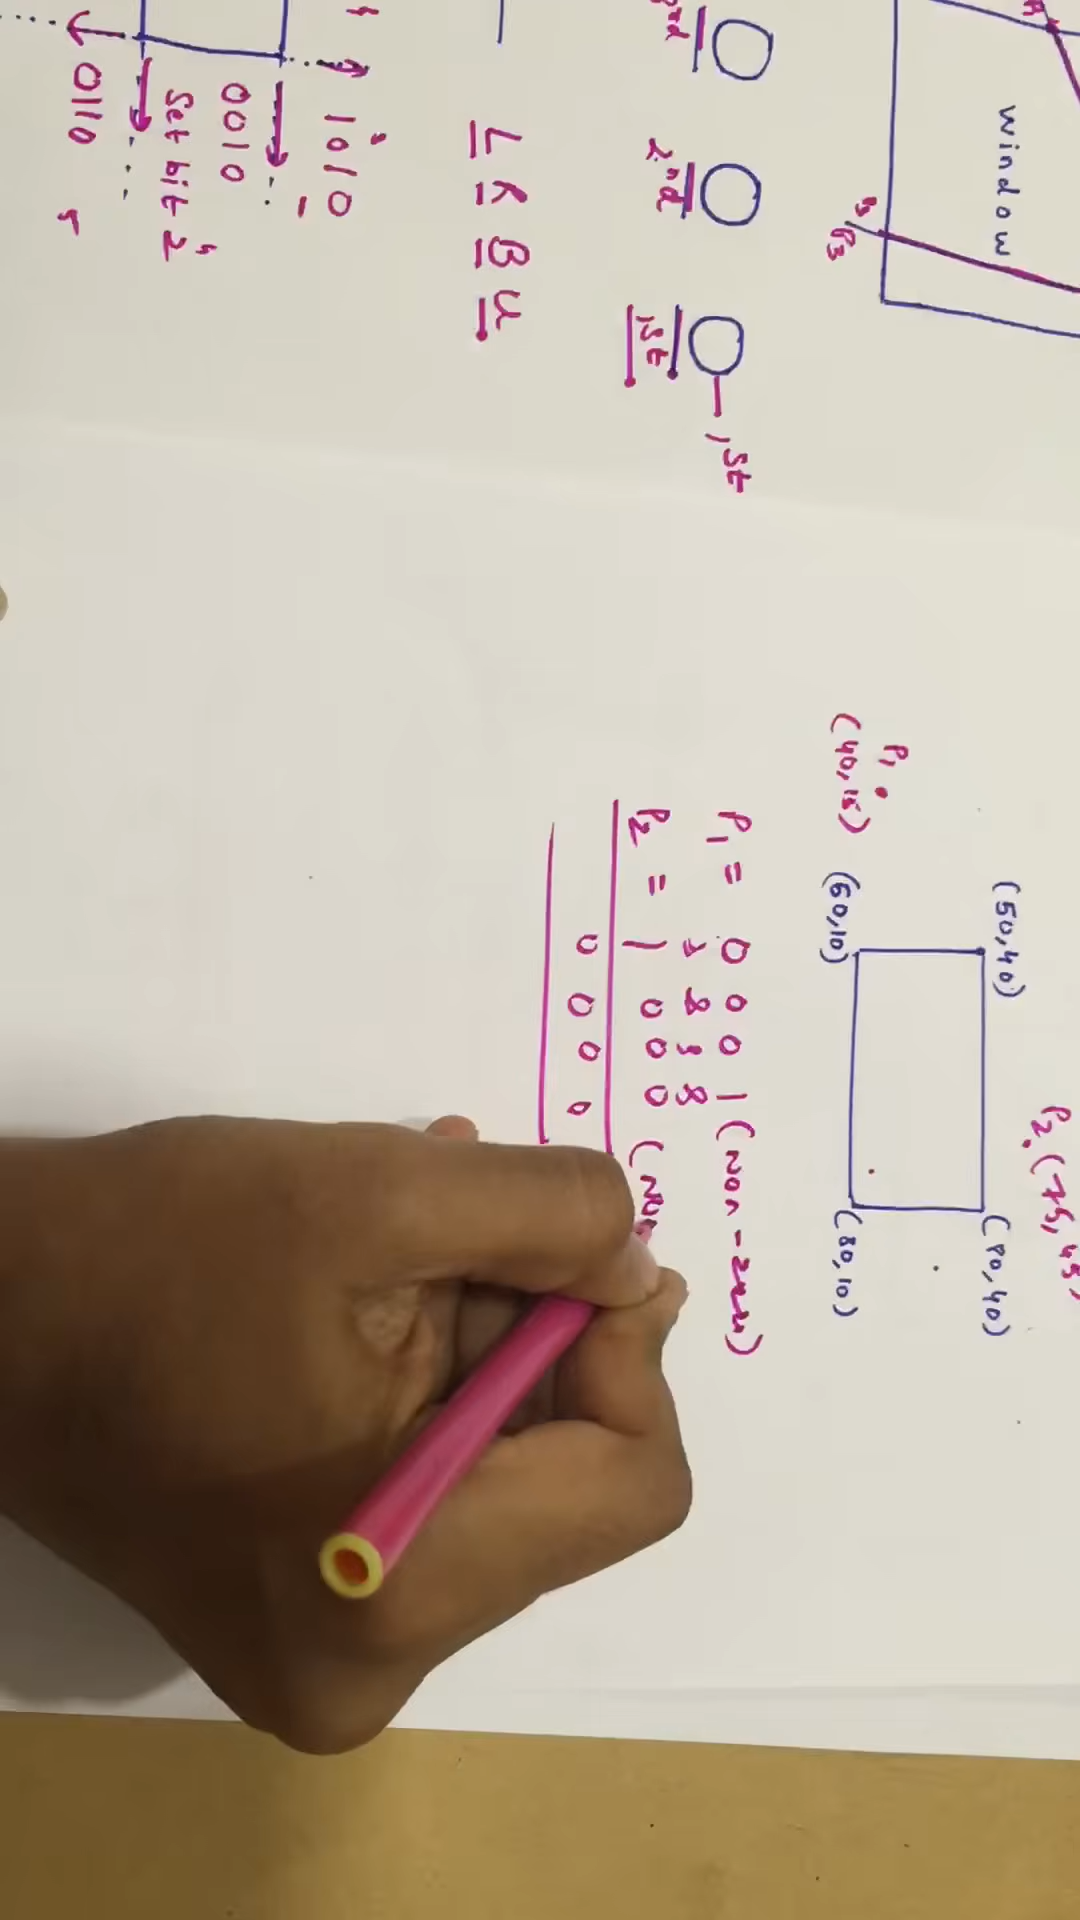 window
P3
2nd
1st
1st
L R B U
1010
0010
Set bit 4 2
0110
P2 (75, 45)
(50,40)
(80,40)
P1
(40,15)
(60,10)
(80,10)
P1 = 0 0 0 1 (Non-zero)
& & & &
P2 = 1 0 0 0 (No
0 0 0 0